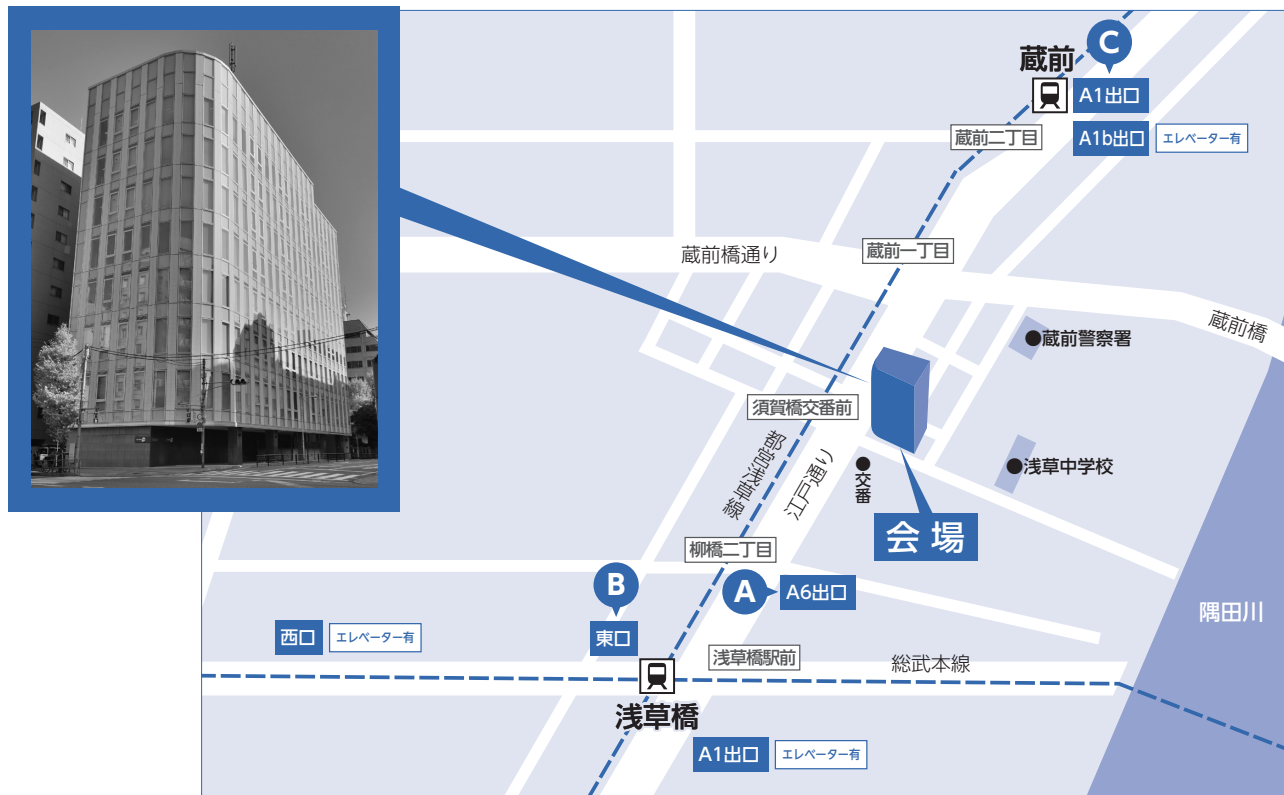 C
蔵前
A1出口
蔵前二丁目
A1b出口
エレベーター有
蔵前橋通り
蔵前一丁目
蔵前橋
蔵前警察署
須賀橋交番前
都営浅草線
江戸通り
交番
浅草中学校
会場
柳橋二丁目
B
A
A6出口
隅田川
西口
エレベーター有
東口
浅草橋駅前
総武本線
浅草橋
A1出口
エレベーター有